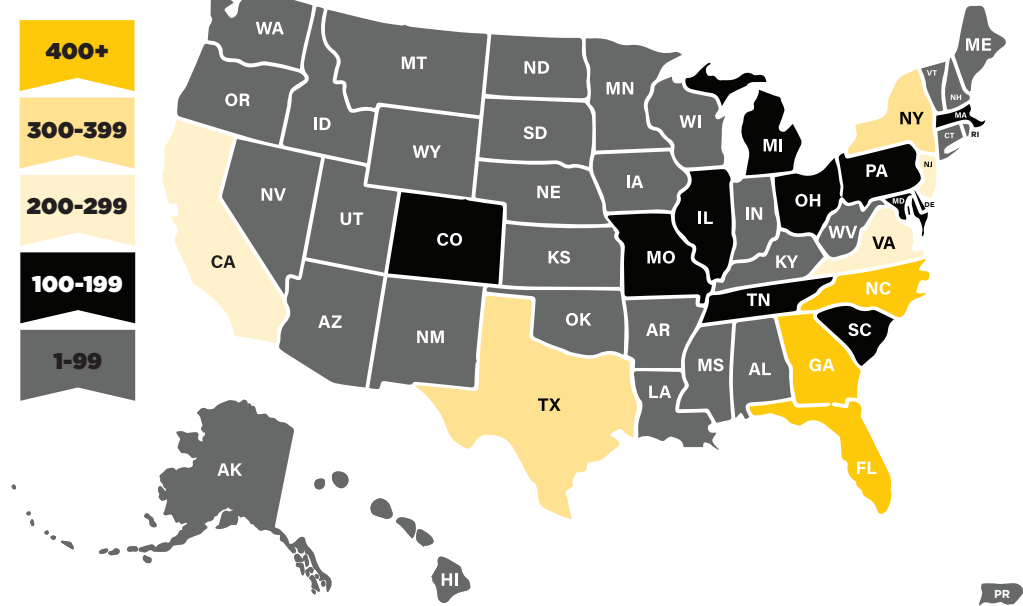 400+
300-399
200-299
100-199
1-99
WA
MT
ND
MN
ME
VT
NH
OR
ID
SD
WI
MI
NY
MA
CT
RI
WY
NE
IA
PA
NJ
NV
UT
CO
KS
MO
IL
IN
OH
WV
MD
DE
VA
KY
CA
AZ
NM
OK
AR
TN
NC
SC
TX
LA
MS
AL
GA
FL
AK
HI
PR